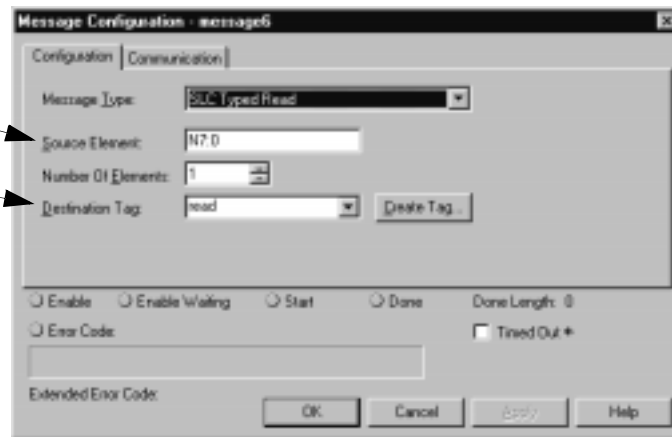 Message Configuration - message6
Configuration Communication
Message Type: SLC Typed Read
Source Element: N7:0
Number Of Elements: 1
Destination Tag: read Create Tag...
Enable Enable Waiting Start Done Done Length: 0
Error Code: Timed Out
Extended Error Code:
OK Cancel Apply Help